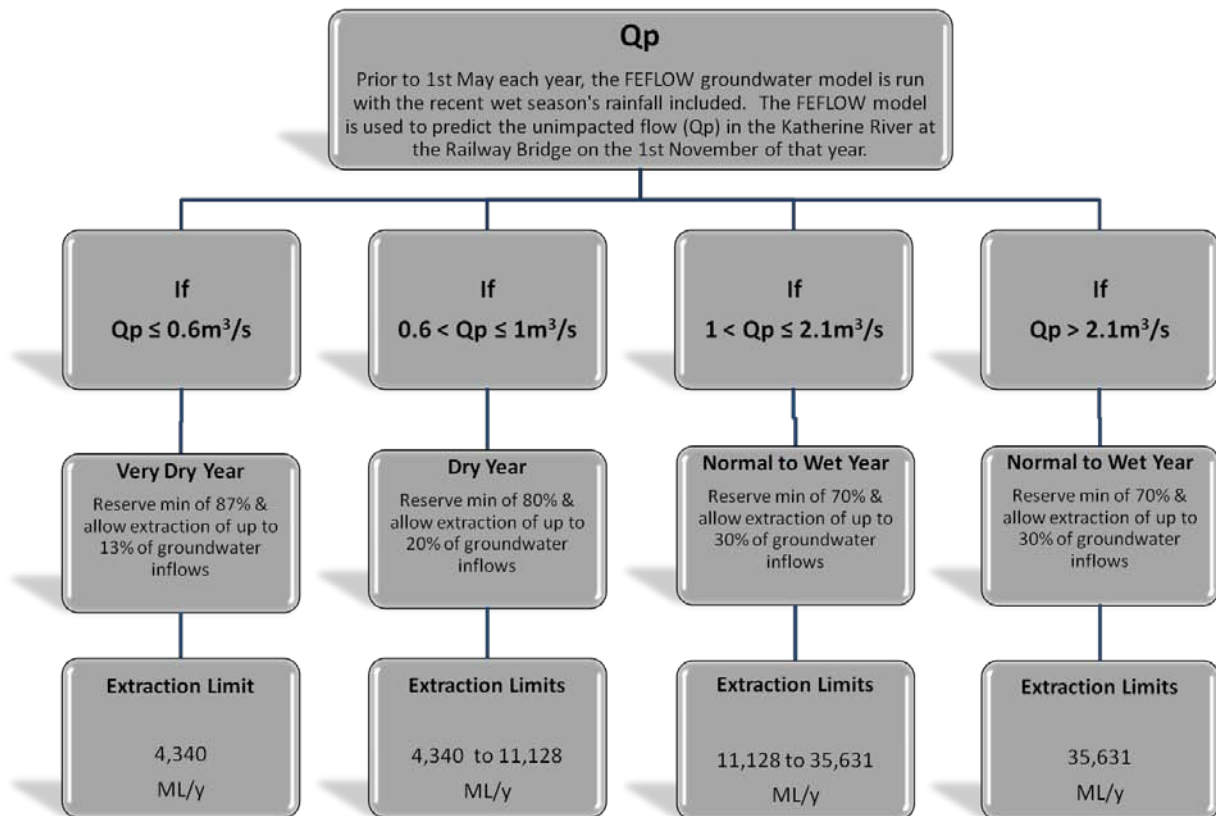 Qp
Prior to 1st May each year, the FEFLOW groundwater model is run
with the recent wet season's rainfall included.  The FEFLOW model
is used to predict the unimpacted flow (Qp) in the Katherine River at
the Railway Bridge on the 1st November of that year.
If
Qp ≤ 0.6m³/s
If
0.6 < Qp ≤ 1m³/s
If
1 < Qp ≤ 2.1m³/s
If
Qp > 2.1m³/s
Very Dry Year
Reserve min of 87% &
allow extraction of up to
13% of groundwater
inflows
Dry Year
Reserve min of 80% &
allow extraction of up to
20% of groundwater
inflows
Normal to Wet Year
Reserve min of 70% &
allow extraction of up to
30% of groundwater
inflows
Normal to Wet Year
Reserve min of 70% &
allow extraction of up to
30% of groundwater
inflows
Extraction Limit
4,340
ML/y
Extraction Limits
4,340 to 11,128
ML/y
Extraction Limits
11,128 to 35,631
ML/y
Extraction Limits
35,631
ML/y